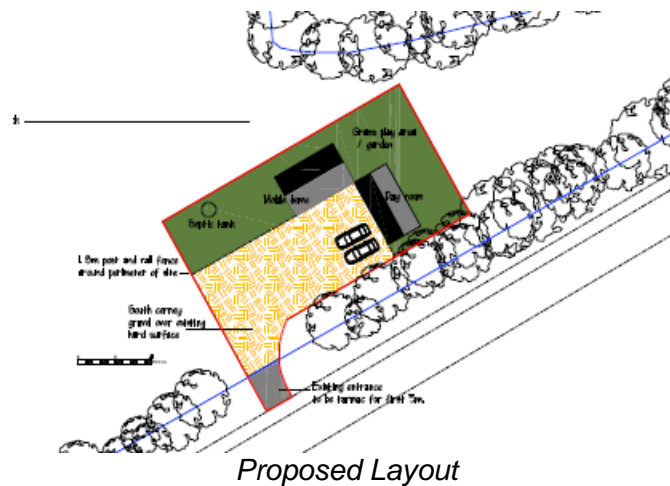 Grass play area
/ garden
Mobile home
Day room
Septic tank
1.8m post and rail fence
around perimeter of site
South cerney
gravel over existing
hard surface
Existing entrance
to be tarmac for first 5m.
Proposed Layout